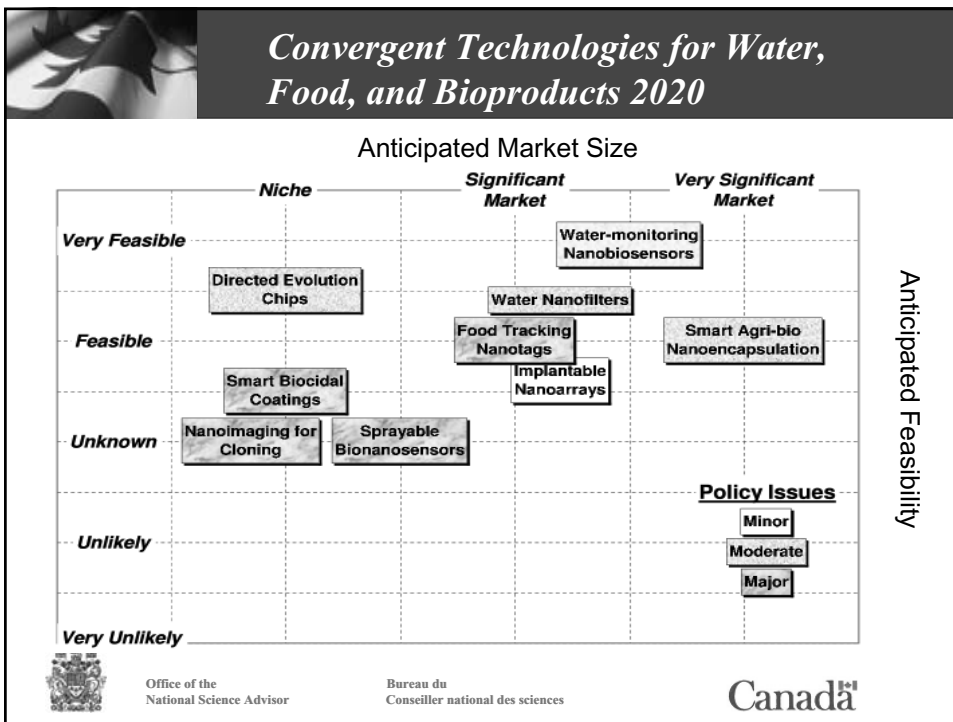 Convergent Technologies for Water,
Food, and Bioproducts 2020
Anticipated Market Size
Niche
Significant
Market
Very Significant
Market
Very Feasible
Water-monitoring
Nanobiosensors
Directed Evolution
Chips
Water Nanofilters
Feasible
Food Tracking
Nanotags
Smart Agri-bio
Nanoencapsulation
Implantable
Nanoarrays
Smart Biocidal
Coatings
Unknown
Nanoimaging for
Cloning
Sprayable
Bionanosensors
Anticipated Feasibility
Policy Issues
Unlikely
Minor
Moderate
Major
Very Unlikely
Office of the
National Science Advisor
Bureau du
Conseiller national des sciences
Canada